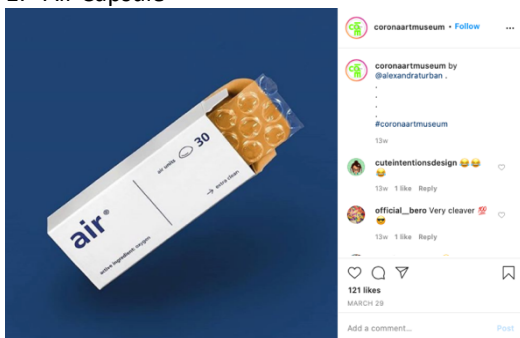 Air Capsule
coronaartmuseum • Follow
coronaartmuseum by
@alexandraturban .
.
.
.
.
#coronaartmuseum
13w
cuteintentionsdesign 😂😂
😂
13w 1 like Reply
official__bero Very cleaver 💯
😎
13w 1 like Reply
121 likes
MARCH 29
Add a comment... Post
air®
active ingredient: oxygen
air units 30
→ extra clean